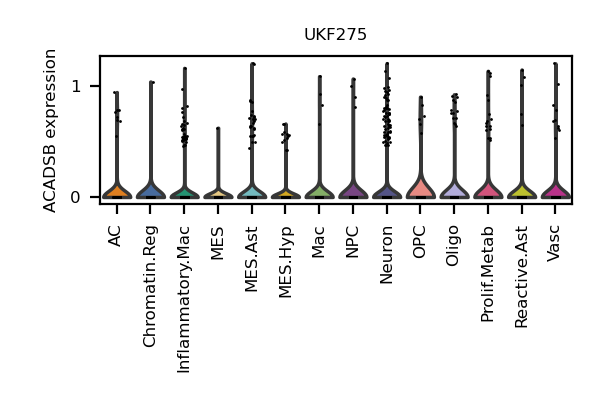 UKF275
ACADSB expression
1
0
AC
Chromatin.Reg
Inflammatory.Mac
MES
MES.Ast
MES.Hyp
Mac
NPC
Neuron
OPC
Oligo
Prolif.Metab
Reactive.Ast
Vasc